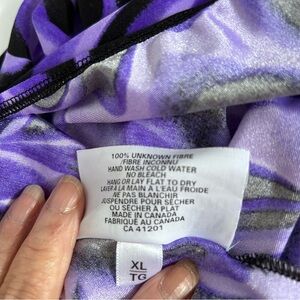 100% UNKNOWN FIBRE
/FIBRE INCONNU
HAND WASH COLD WATER
NO BLEACH
HANG OR LAY FLAT TO DRY
LAVER À LA MAIN À L'EAU FROIDE
NE PAS BLANCHIR
SUSPENDRE POUR SÉCHER
OU SÉCHER À PLAT
MADE IN CANADA
FABRIQUE AU CANADA
CA 41201
XL
TG